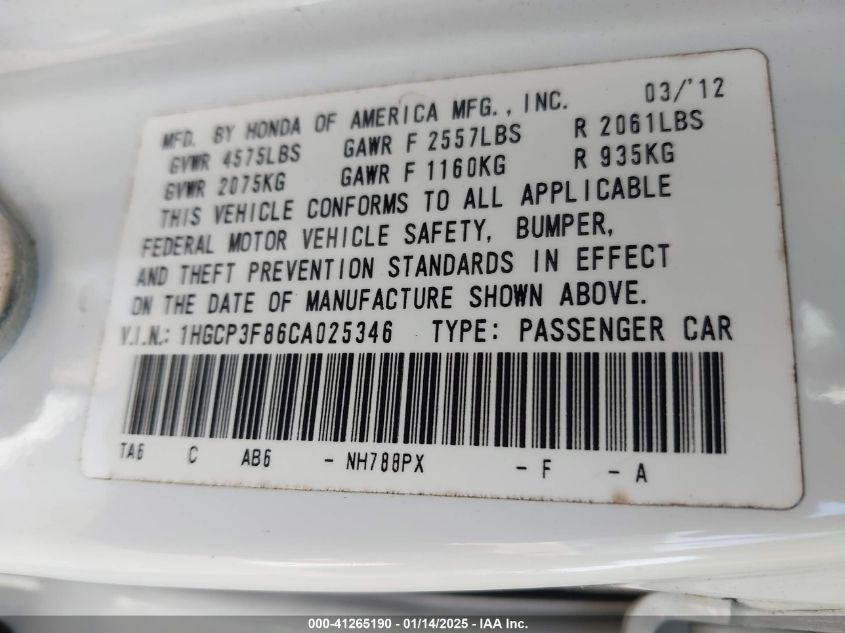 MFD. BY HONDA OF AMERICA MFG., INC. 03/'12
GVWR 4575LBS GAWR F 2557LBS R 2061LBS
GVWR 2075KG GAWR F 1160KG R 935KG
THIS VEHICLE CONFORMS TO ALL APPLICABLE
FEDERAL MOTOR VEHICLE SAFETY, BUMPER,
AND THEFT PREVENTION STANDARDS IN EFFECT
ON THE DATE OF MANUFACTURE SHOWN ABOVE.
V.I.N.: 1HGCP3F86CA025346 TYPE: PASSENGER CAR
TA6 C AB6 - NH788PX - F - A
000-41265190 - 01/14/2025 - IAA Inc.